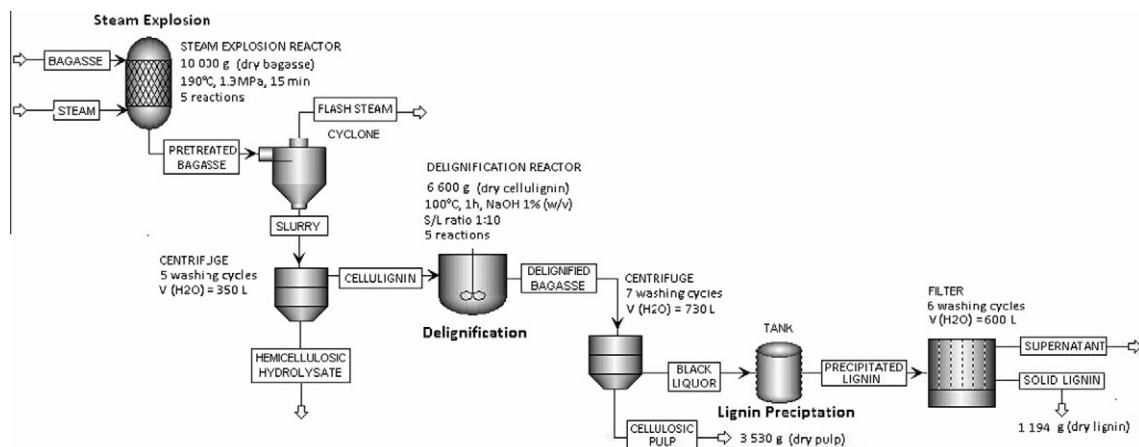 Steam Explosion
STEAM EXPLOSION REACTOR
10 000 g (dry bagasse)
190ºC, 1.3MPa, 15 min
5 reactions
BAGASSE
STEAM
FLASH STEAM
CYCLONE
PRETREATED
BAGASSE
SLURRY
DELIGNIFICATION REACTOR
6 600 g (dry cellulignin)
100ºC, 1h, NaOH 1% (w/v)
S/L ratio 1:10
5 reactions
CENTRIFUGE
5 washing cycles
V (H2O) = 350 L
CELLULIGNIN
DELIGNIFIED
BAGASSE
Delignification
HEMICELLULOSIC
HYDROLYSATE
CENTRIFUGE
7 washing cycles
V (H2O) = 730 L
BLACK
LIQUOR
TANK
PRECIPITATED
LIGNIN
Lignin Preciptation
FILTER
6 washing cycles
V (H2O) = 600 L
SUPERNATANT
SOLID LIGNIN
1 194 g (dry lignin)
CELLULOSIC
PULP
3 530 g (dry pulp)